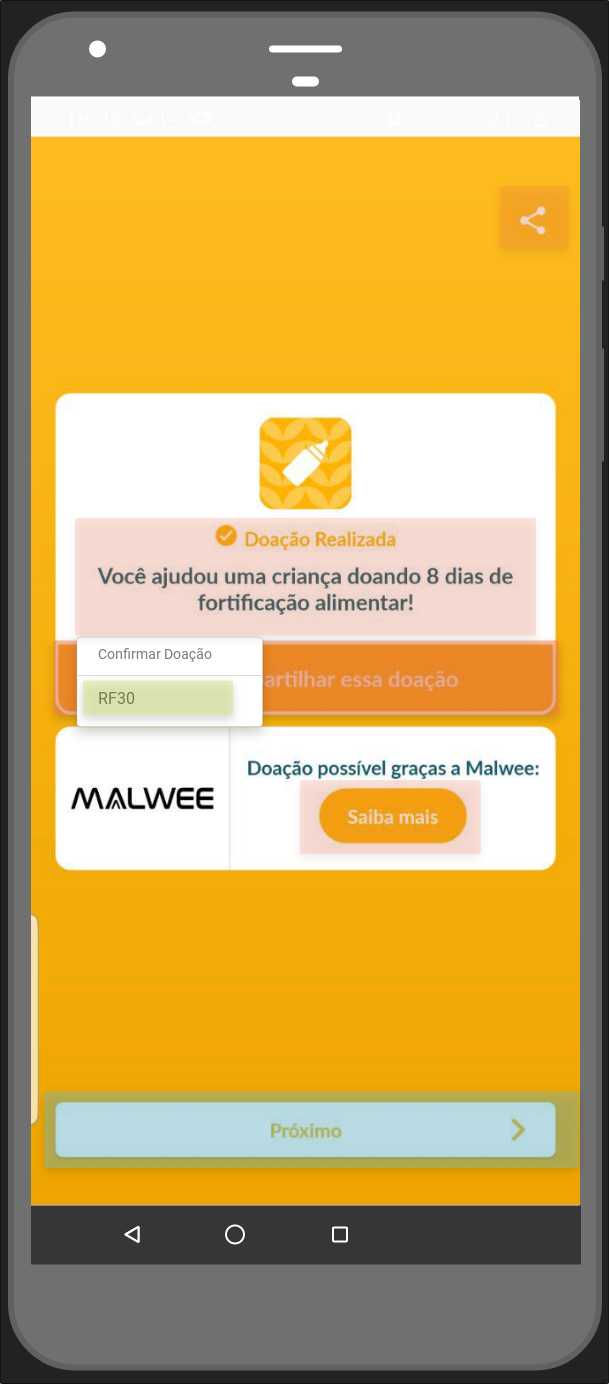 Doação Realizada
Você ajudou uma criança doando 8 dias de
fortificação alimentar!
Confirmar Doação
RF30
artilhar essa doação
MALWEE
Doação possível graças a Malwee:
Saiba mais
Próximo